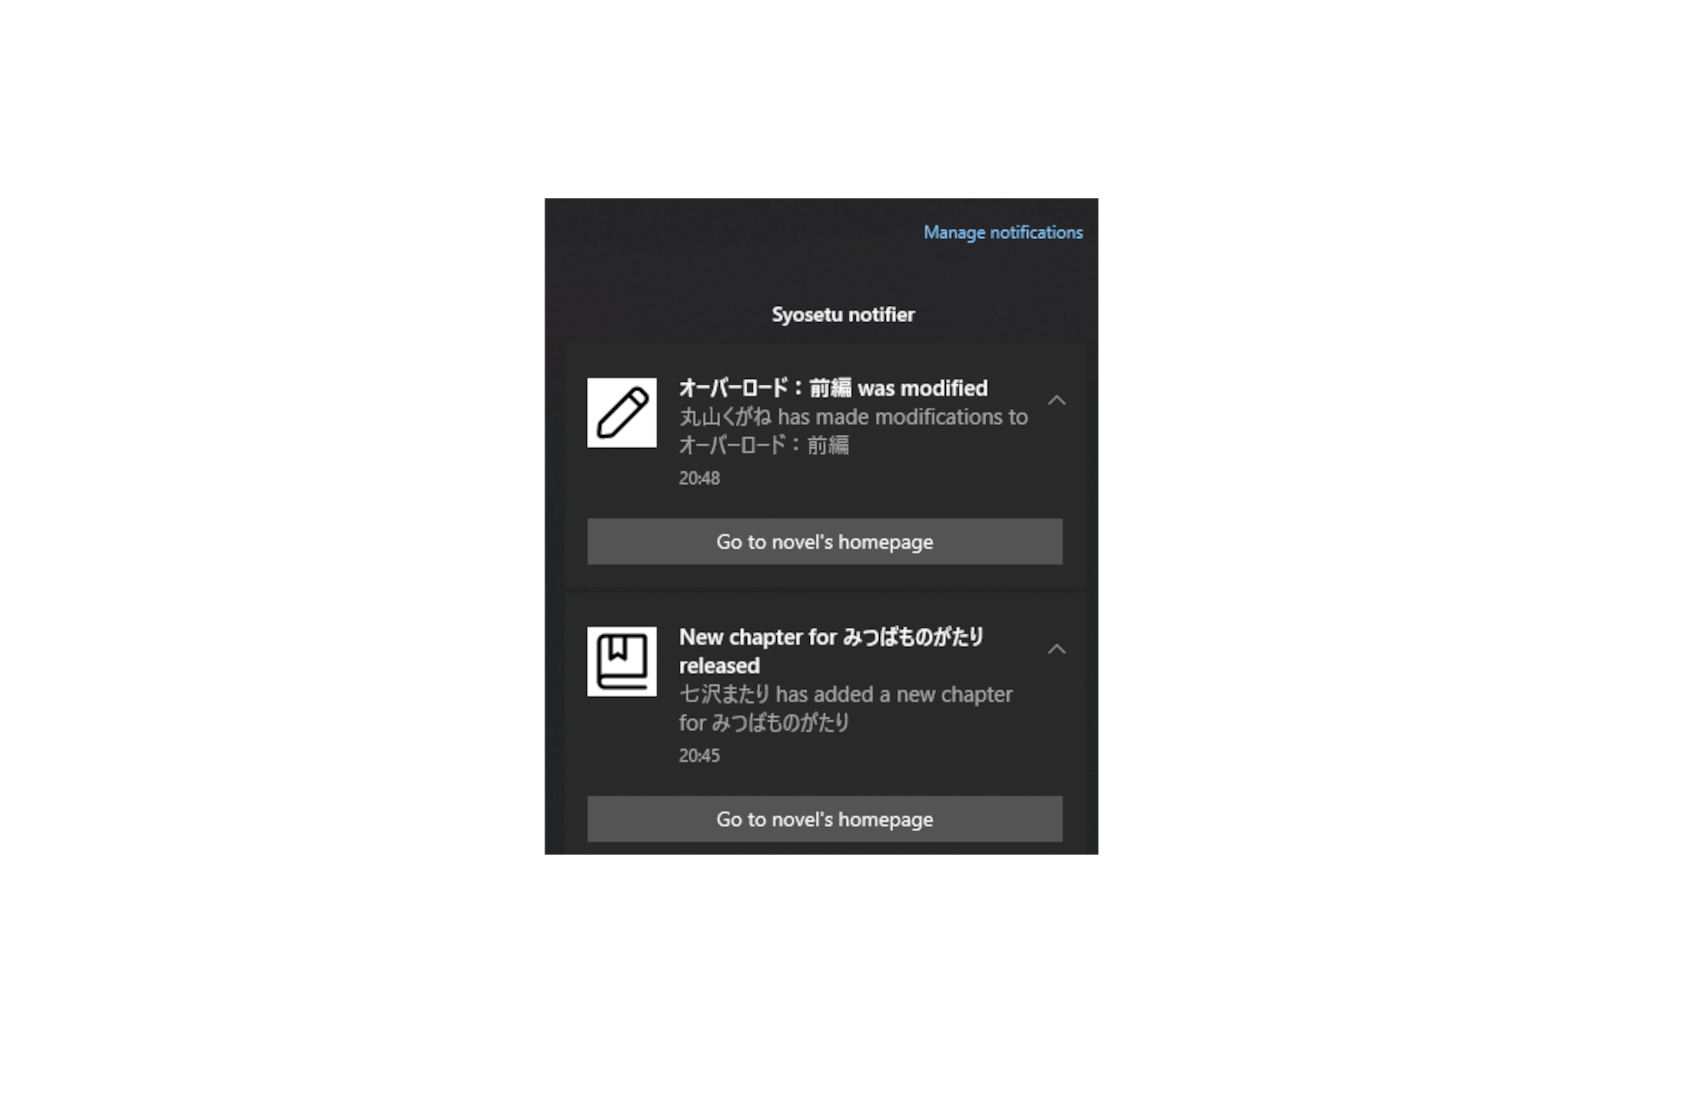 Manage notifications
Syosetu notifier
オーバーロード：前編 was modified
丸山くがね has made modifications to
オーバーロード：前編
20:48
Go to novel's homepage
New chapter for みつばものがたり
released
七沢またり has added a new chapter
for みつばものがたり
20:45
Go to novel's homepage